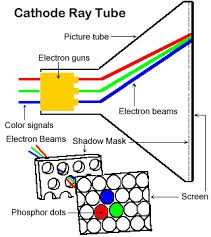 Cathode Ray Tube
Picture tube
Electron guns
Electron beams
Color signals
Electron Beams
Shadow Mask
Screen
Phosphor dots